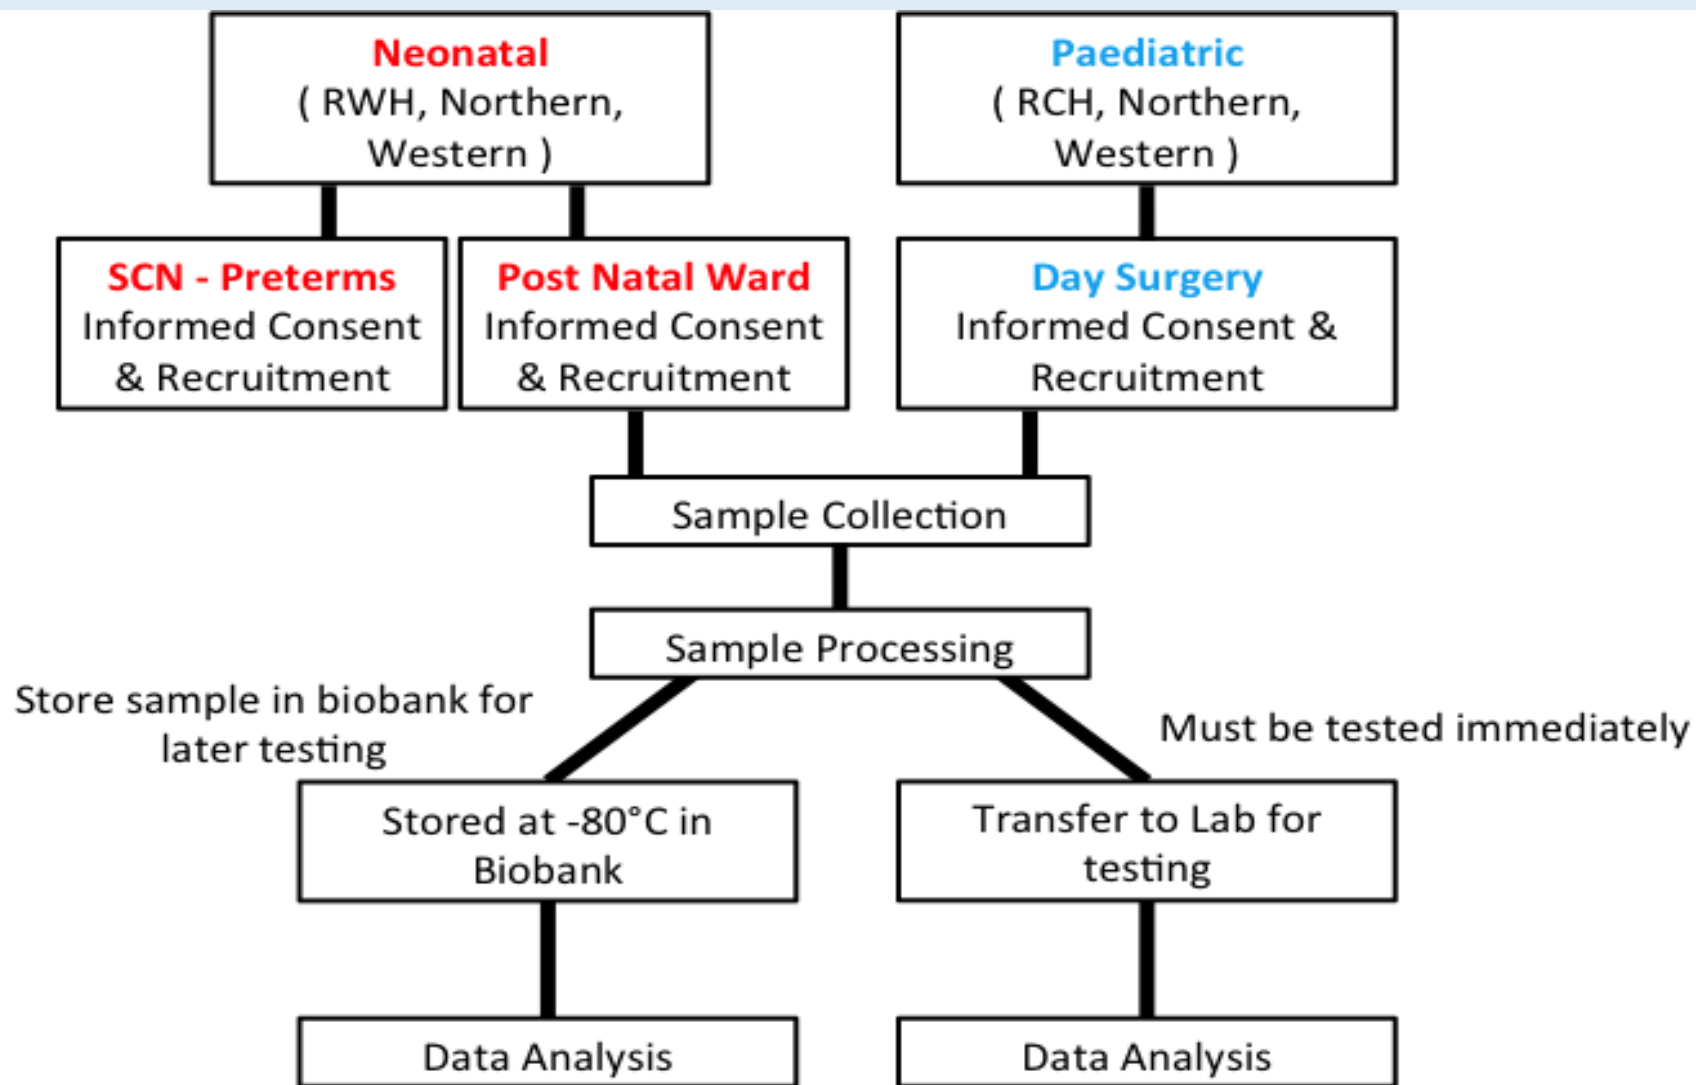 Neonatal
( RWH, Northern,
Western )
Paediatric
( RCH, Northern,
Western )
SCN - Preterms
Informed Consent
& Recruitment
Post Natal Ward
Informed Consent
& Recruitment
Day Surgery
Informed Consent &
Recruitment
Sample Collection
Sample Processing
Store sample in biobank for
later testing
Must be tested immediately
Stored at -80°C in
Biobank
Transfer to Lab for
testing
Data Analysis
Data Analysis